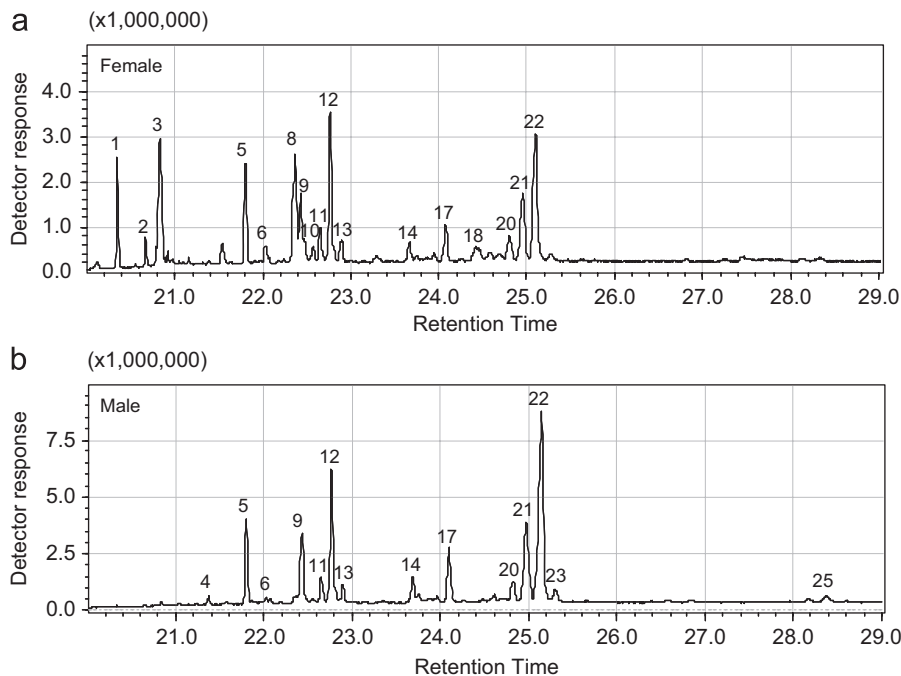 a (x1,000,000)
Female
Detector response
4.0
3.0
2.0
1.0
0.0
1 2 3 5 6 8 9 10 11 12 13 14 17 18 20 21 22
21.0 22.0 23.0 24.0 25.0 26.0 27.0 28.0 29.0
Retention Time
b (x1,000,000)
Male
Detector response
7.5
5.0
2.5
0.0
4 5 6 9 11 12 13 14 17 20 21 22 23 25
21.0 22.0 23.0 24.0 25.0 26.0 27.0 28.0 29.0
Retention Time